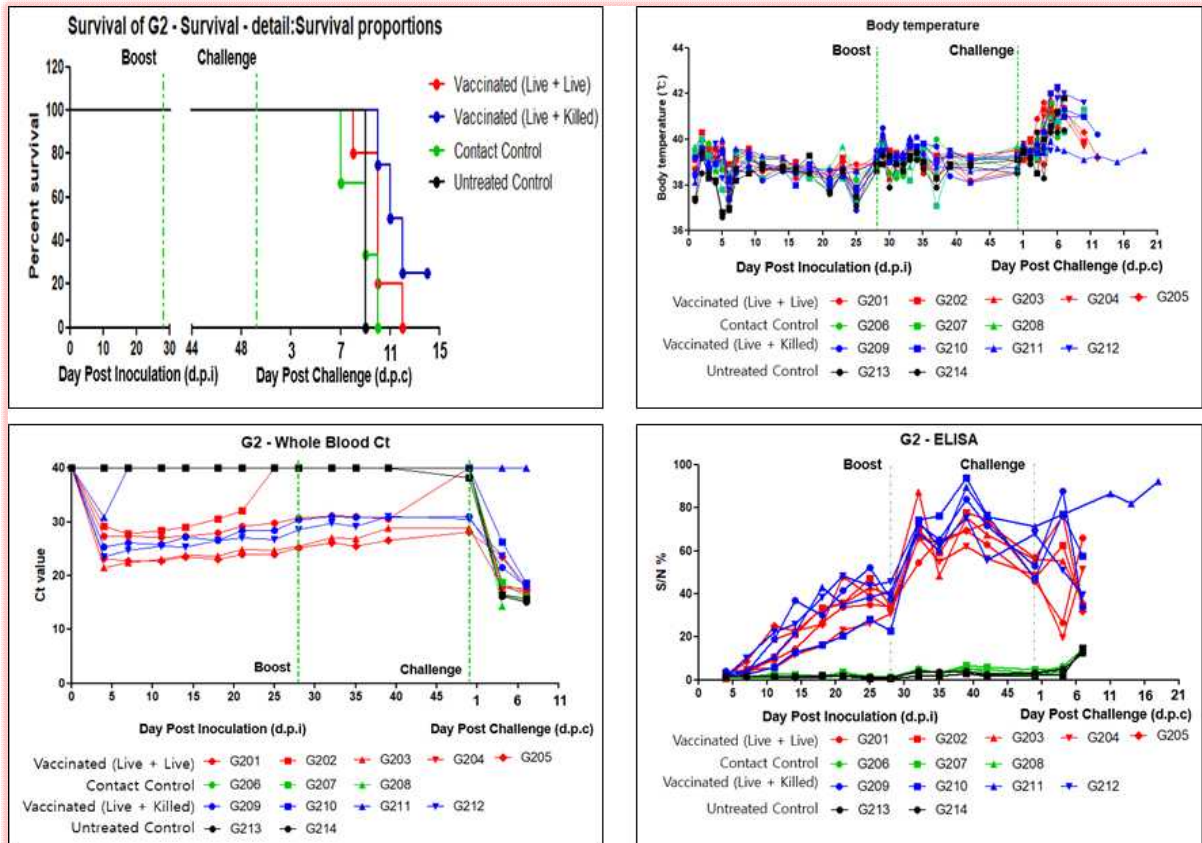 Survival of G2 - Survival - detail:Survival proportions
Boost Challenge
Percent survival
120
100
80
60
40
20
0
Vaccinated (Live + Live)
Vaccinated (Live + Killed)
Contact Control
Untreated Control
0 10 20 30 44 48 3 7 11 15
Day Post Inoculation (d.p.i) Day Post Challenge (d.p.c)
Body temperature
Boost Challenge
Body temperature (℃)
44
42
40
38
36
0 5 10 15 20 25 30 35 40 45 1 6 11 16 21
Day Post Inoculation (d.p.i) Day Post Challenge (d.p.c)
Vaccinated (Live + Live) G201 G202 G203 G204 G205
Contact Control G206 G207 G208
Vaccinated (Live + Killed) G209 G210 G211 G212
Untreated Control G213 G214
G2 - Whole Blood Ct
Ct value
40
30
20
10
0
Boost Challenge
0 5 10 15 20 25 30 35 40 1 6 11
Day Post Inoculation (d.p.i) Day Post Challenge (d.p.c)
Vaccinated (Live + Live) G201 G202 G203 G204 G205
Contact Control G206 G207 G208
Vaccinated (Live + Killed) G209 G210 G211 G212
Untreated Control G213 G214
G2 - ELISA
Boost Challenge
S/N %
100
80
60
40
20
0
0 5 10 15 20 25 30 35 40 45 1 6 11 16 21
Day Post Inoculation (d.p.i) Day Post Challenge (d.p.c)
Vaccinated (Live + Live) G201 G202 G203 G204 G205
Contact Control G206 G207 G208
Vaccinated (Live + Killed) G209 G210 G211 G212
Untreated Control G213 G214